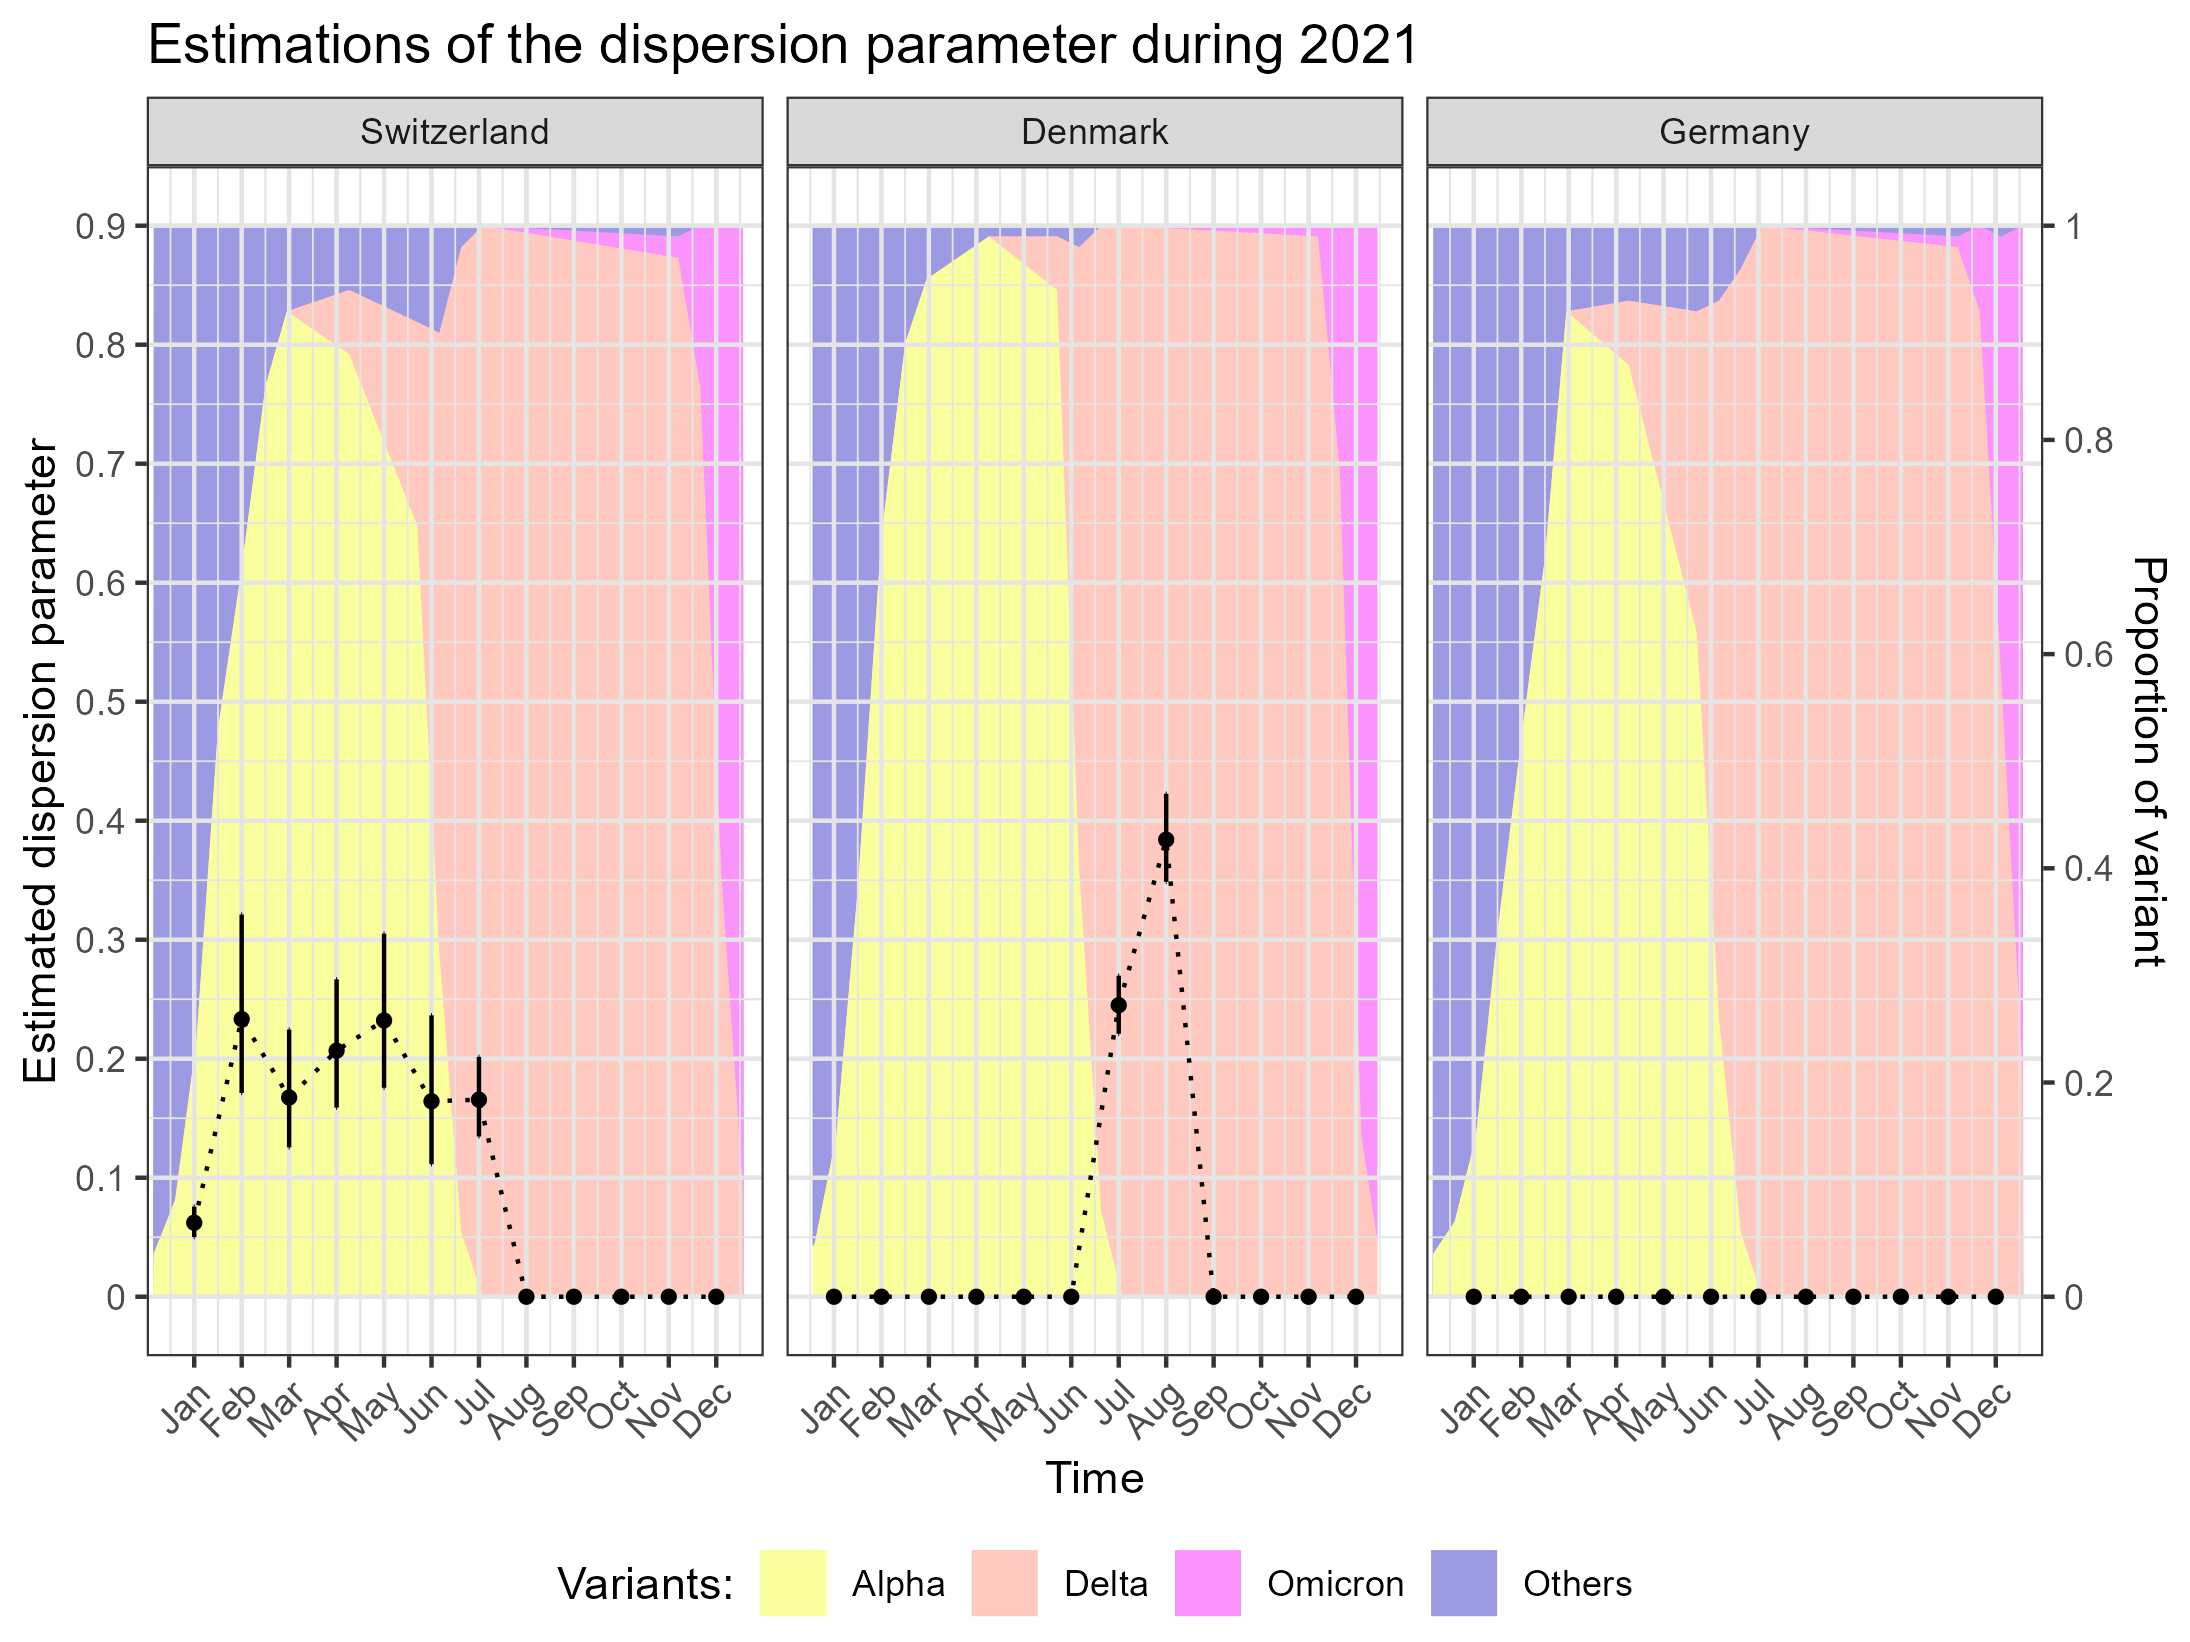 Estimations of the dispersion parameter during 2021
Switzerland
Denmark
Germany
Estimated dispersion parameter
0.9
0.8
0.7
0.6
0.5
0.4
0.3
0.2
0.1
0
1
0.8
0.6
0.4
0.2
0
Proportion of variant
Jan Feb Mar Apr May Jun Jul Aug Sep Oct Nov Dec
Jan Feb Mar Apr May Jun Jul Aug Sep Oct Nov Dec
Jan Feb Mar Apr May Jun Jul Aug Sep Oct Nov Dec
Time
Variants: Alpha Delta Omicron Others